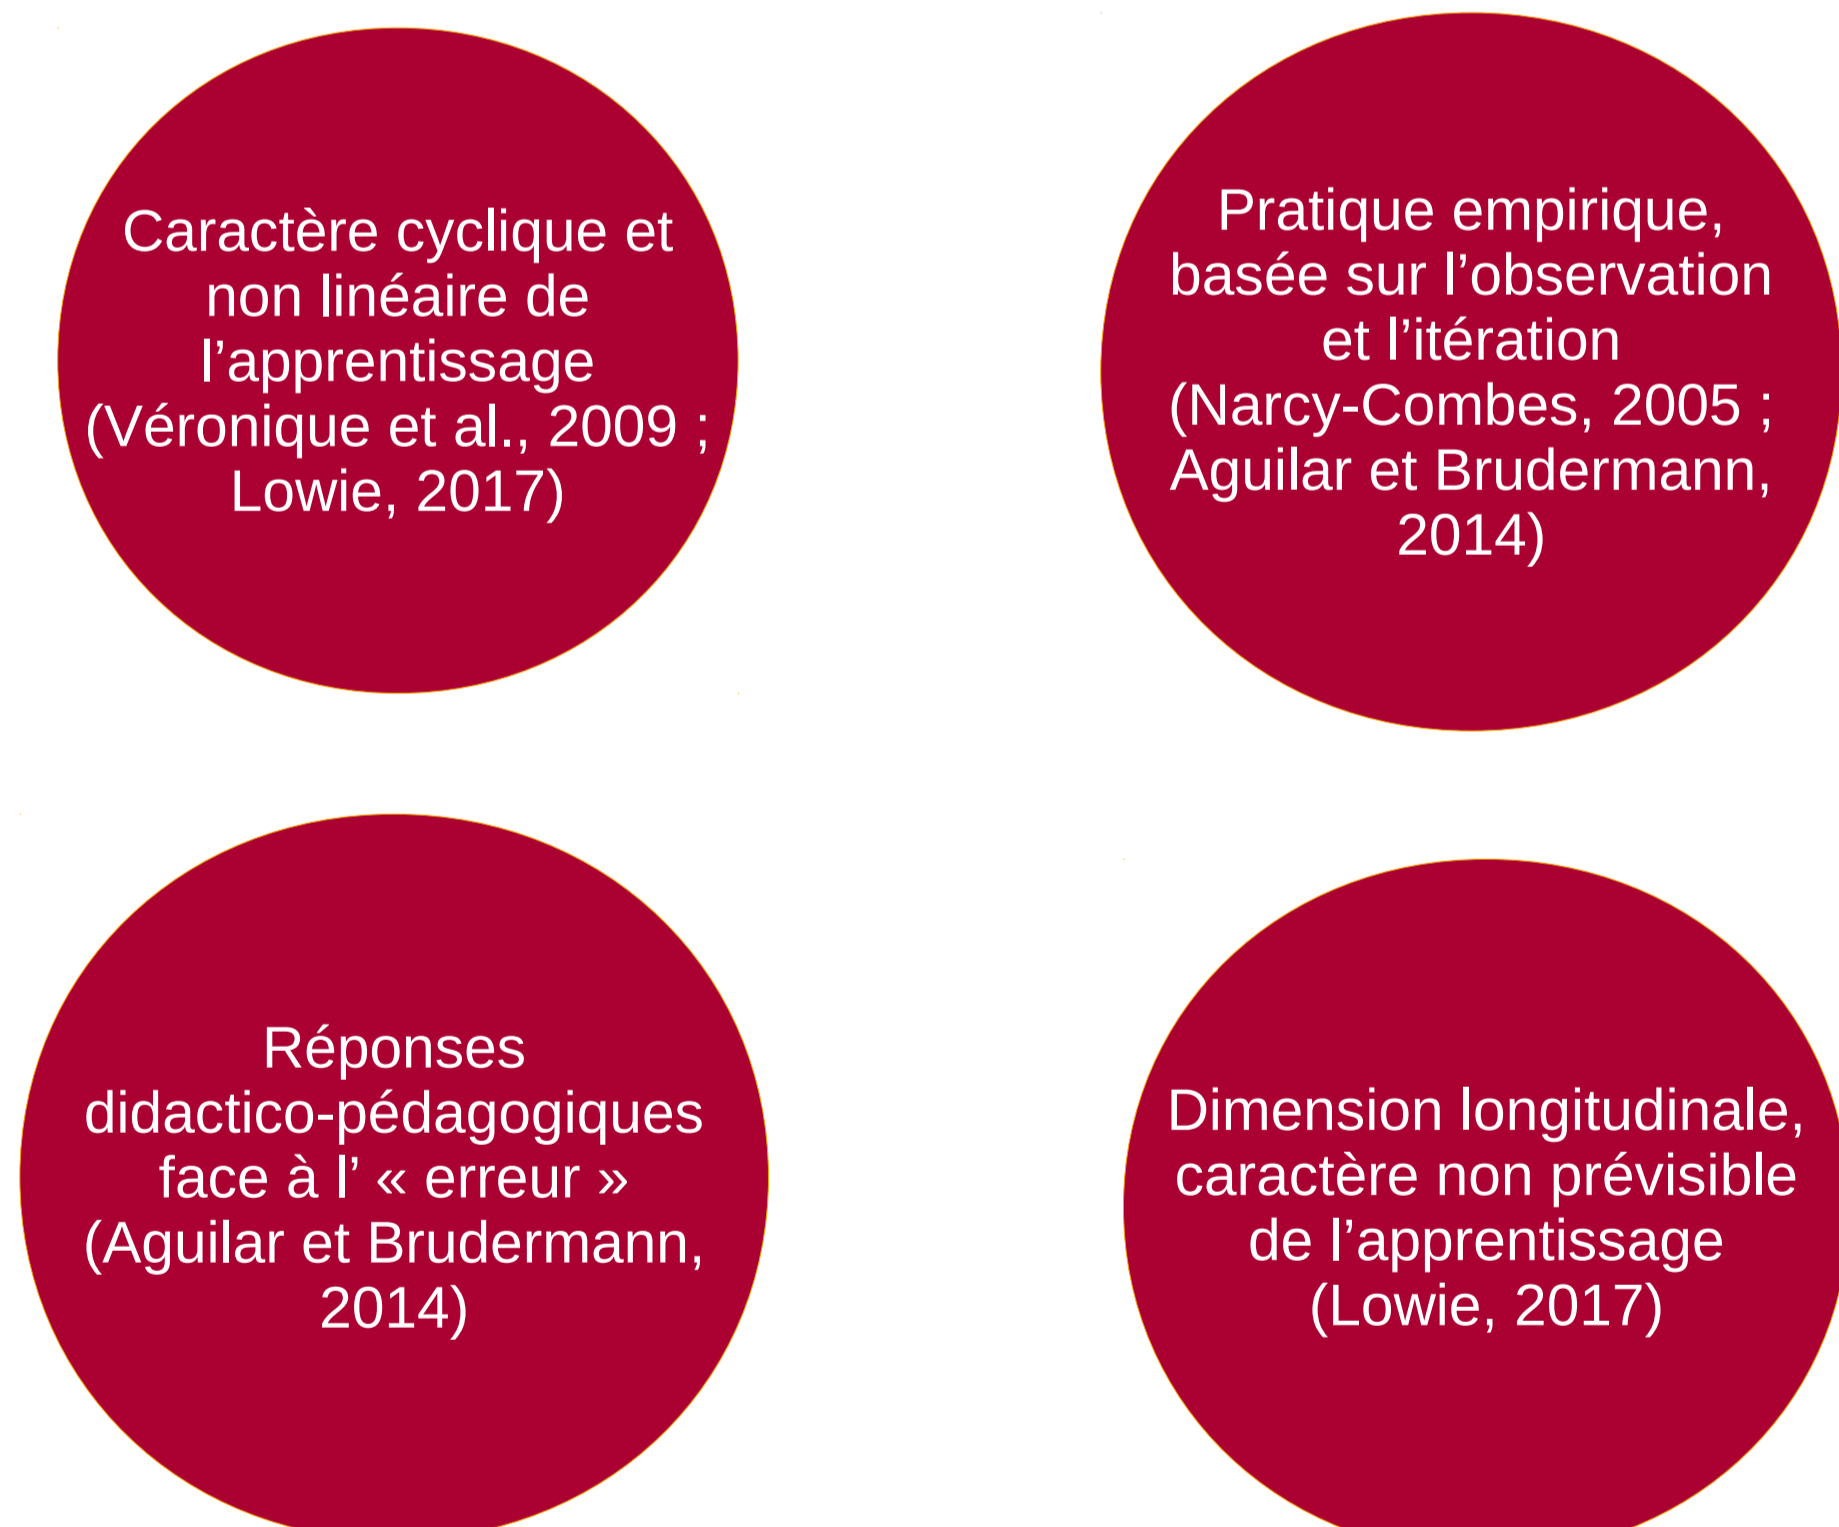 Caractère cyclique et
non linéaire de
l’apprentissage
(Véronique et al., 2009 ;
Lowie, 2017)
Pratique empirique,
basée sur l’observation
et l’itération
(Narcy-Combes, 2005 ;
Aguilar et Brudermann,
2014)
Réponses
didactico-pédagogiques
face à l’ « erreur »
(Aguilar et Brudermann,
2014)
Dimension longitudinale,
caractère non prévisible
de l’apprentissage
(Lowie, 2017)